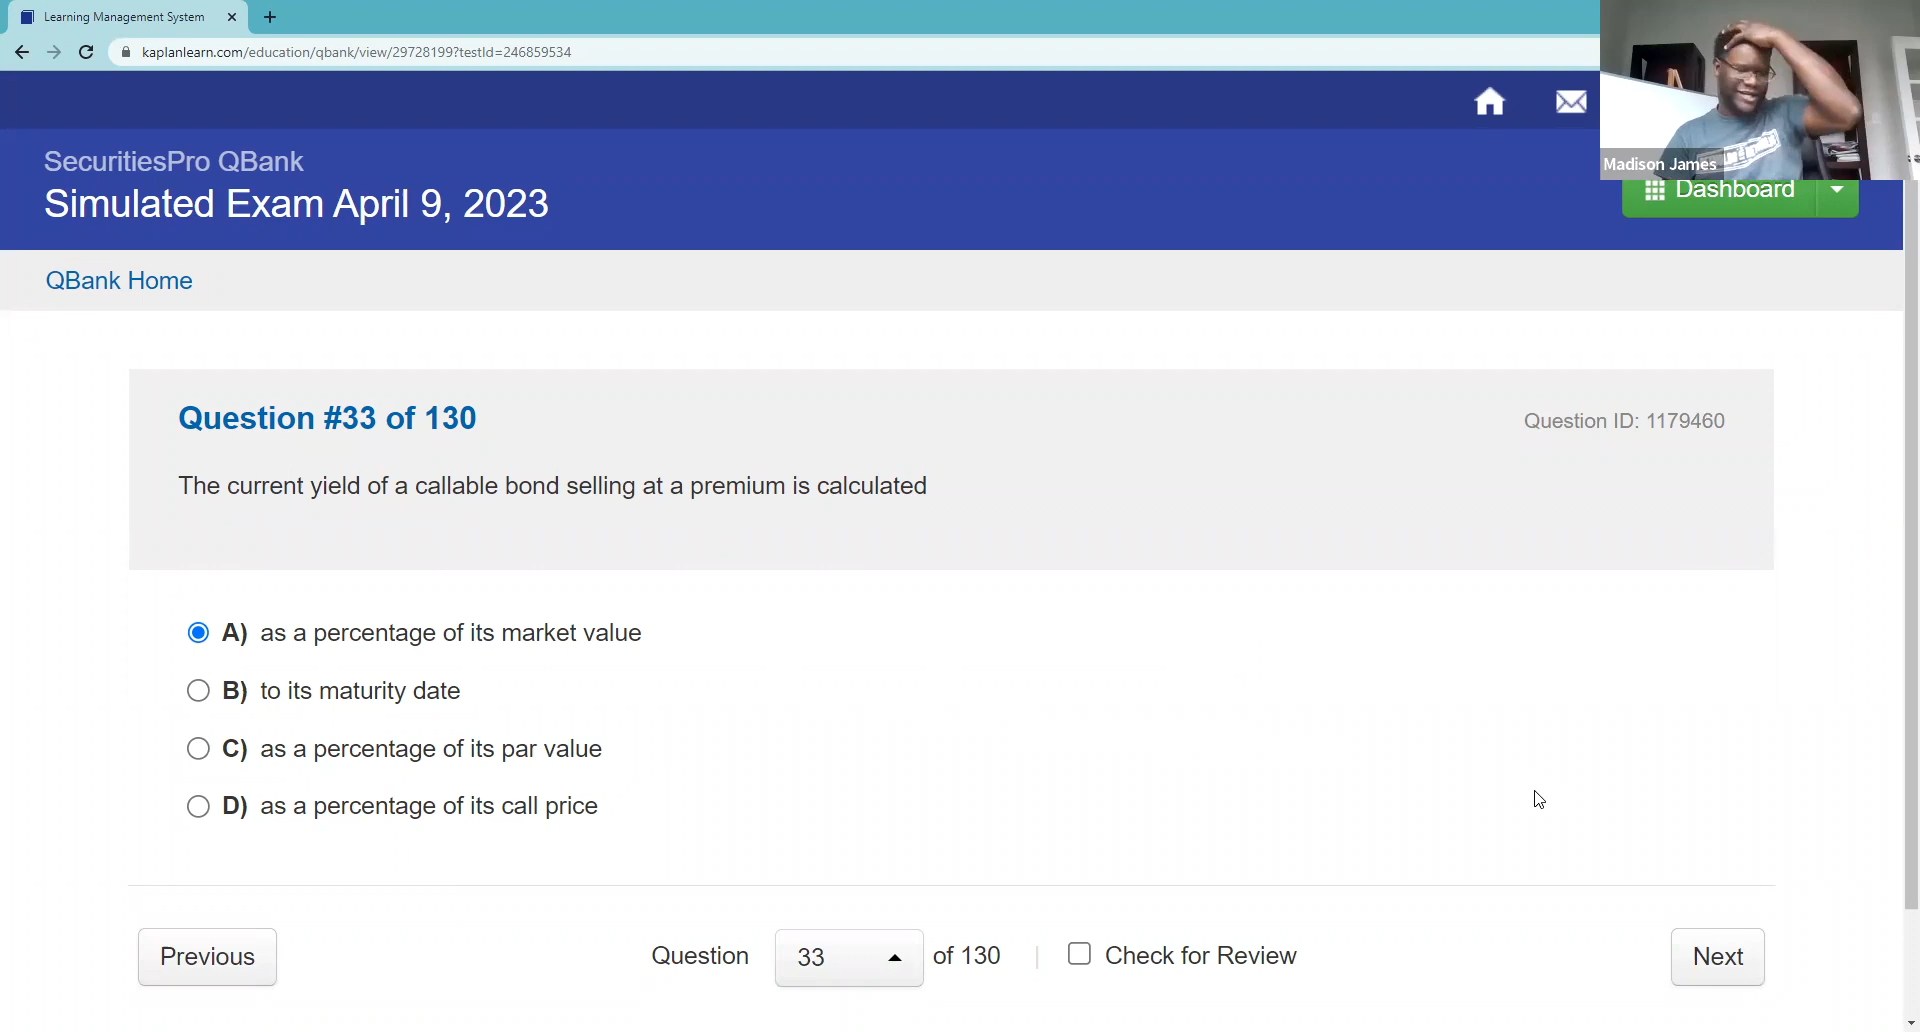 Learning Management System
kaplanlearn.com/education/qbank/view/29728199?testId=246859534
Madison James
SecuritiesPro QBank
Simulated Exam April 9, 2023
Dashboard
QBank Home
Question #33 of 130
Question ID: 1179460
The current yield of a callable bond selling at a premium is calculated
A) as a percentage of its market value
B) to its maturity date
C) as a percentage of its par value
D) as a percentage of its call price
Previous
Question 33 of 130 | Check for Review
Next